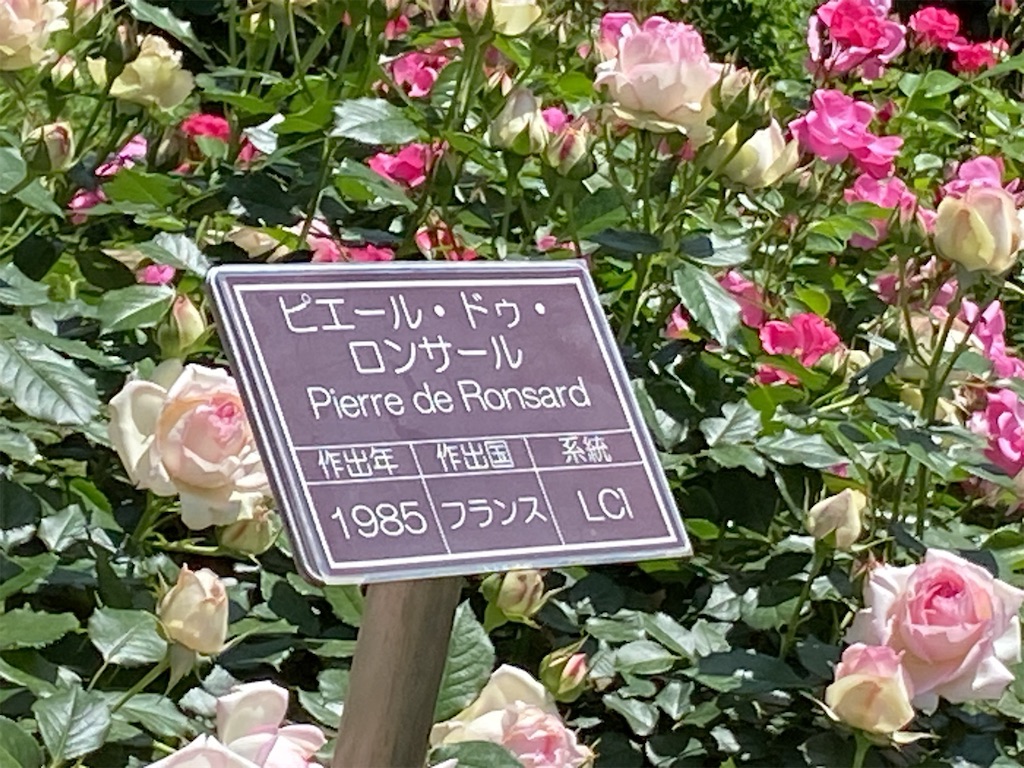 ピエール・ドゥ・
ロンサール
Pierre de Ronsard
作出年 作出国 系統
1985 フランス LCl